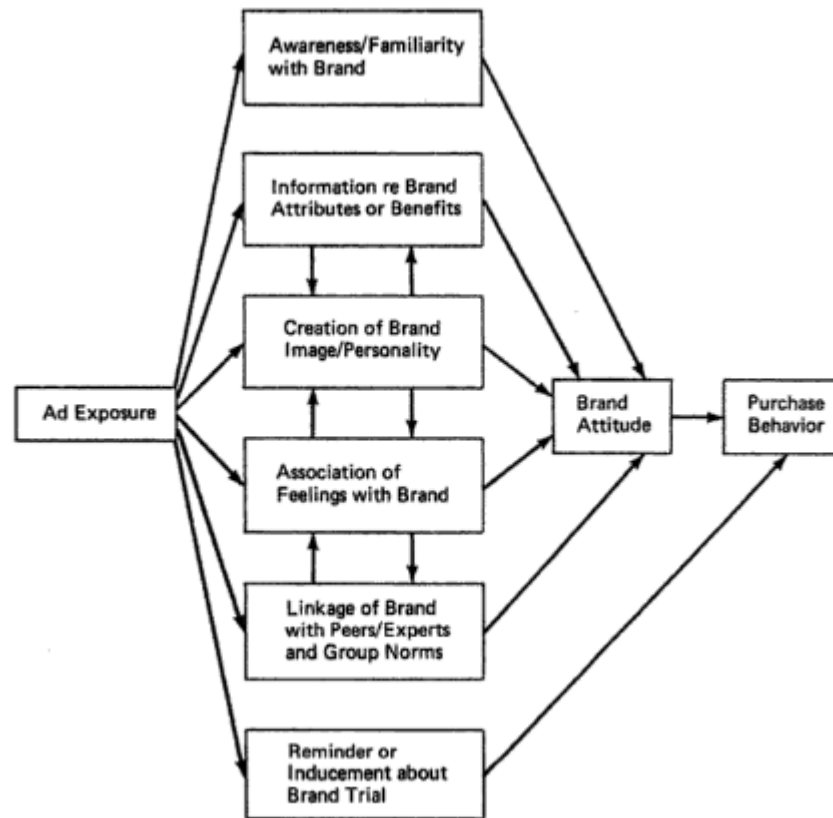 Awareness/Familiarity
with Brand
Information re Brand
Attributes or Benefits
Creation of Brand
Image/Personality
Ad Exposure
Brand
Attitude
Purchase
Behavior
Association of
Feelings with Brand
Linkage of Brand
with Peers/Experts
and Group Norms
Reminder or
Inducement about
Brand Trial